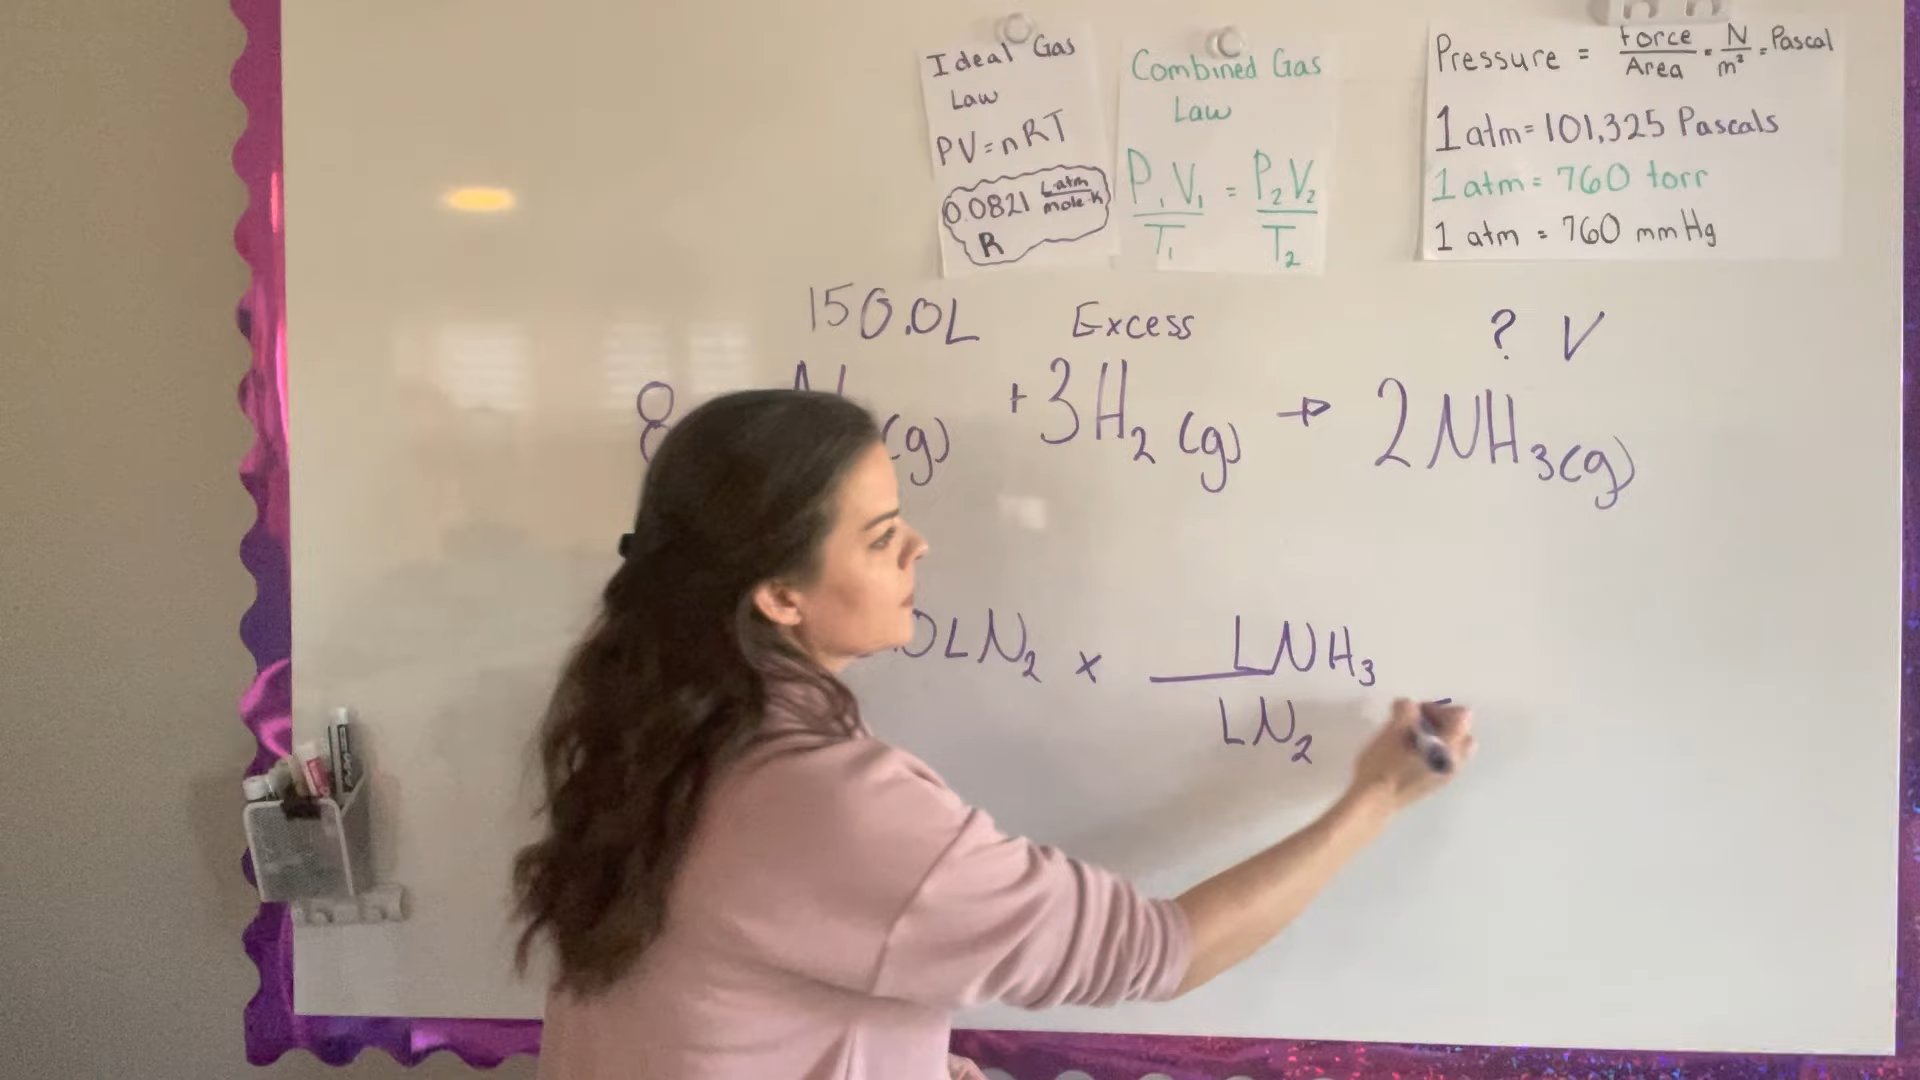 Ideal Gas
Law
PV=nRT
0.0821 L·atm/mole·K
R
Combined Gas
Law
P₁V₁/T₁ = P₂V₂/T₂
Pressure = Force/Area = N/m² = Pascal
1 atm = 101,325 Pascals
1 atm = 760 torr
1 atm = 760 mmHg
150.0L Excess ? V
8 (g) + 3H₂ (g) → 2NH₃(g)
0LN₂ x LNH₃/LN₂